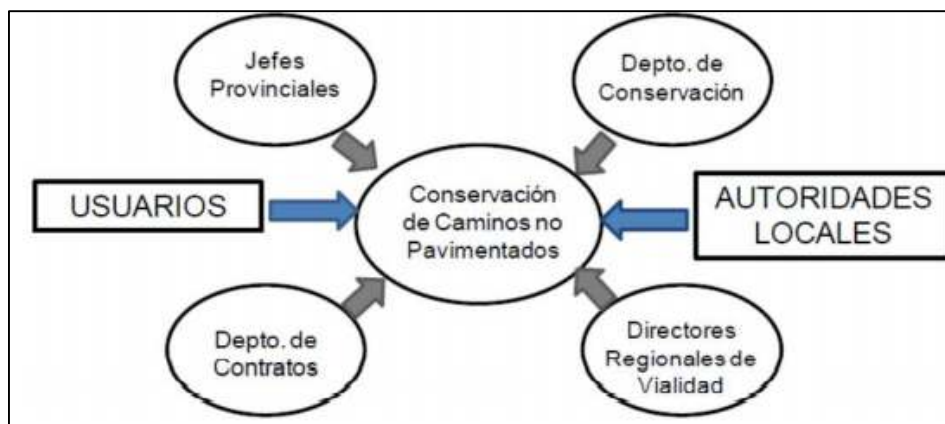 Jefes
Provinciales
Depto. de
Conservación
USUARIOS
Conservación
de Caminos no
Pavimentados
AUTORIDADES
LOCALES
Depto. de
Contratos
Directores
Regionales de
Vialidad